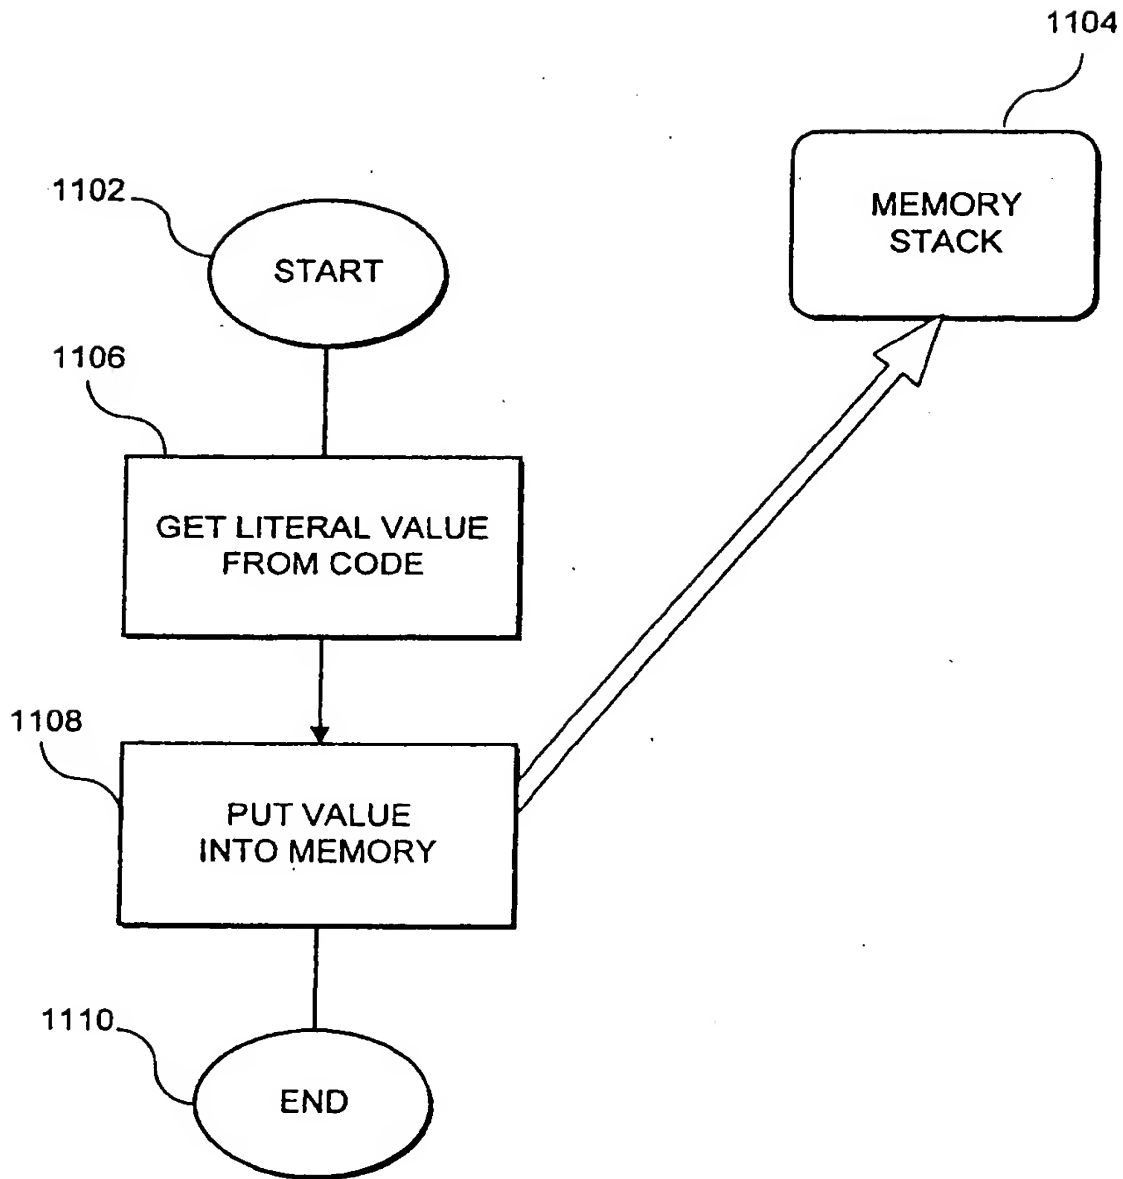 1104
MEMORY
STACK
1102
START
1106
GET LITERAL VALUE
FROM CODE
1108
PUT VALUE
INTO MEMORY
1110
END